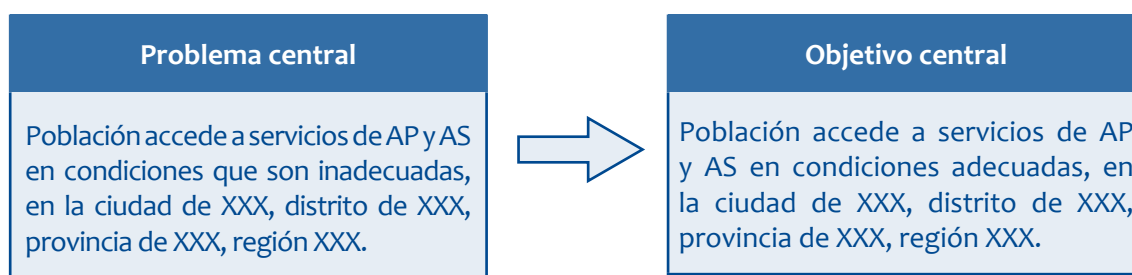 Problema central
Población accede a servicios de AP y AS
en condiciones que son inadecuadas,
en la ciudad de XXX, distrito de XXX,
provincia de XXX, región XXX.
Objetivo central
Población accede a servicios de AP
y AS en condiciones adecuadas, en
la ciudad de XXX, distrito de XXX,
provincia de XXX, región XXX.